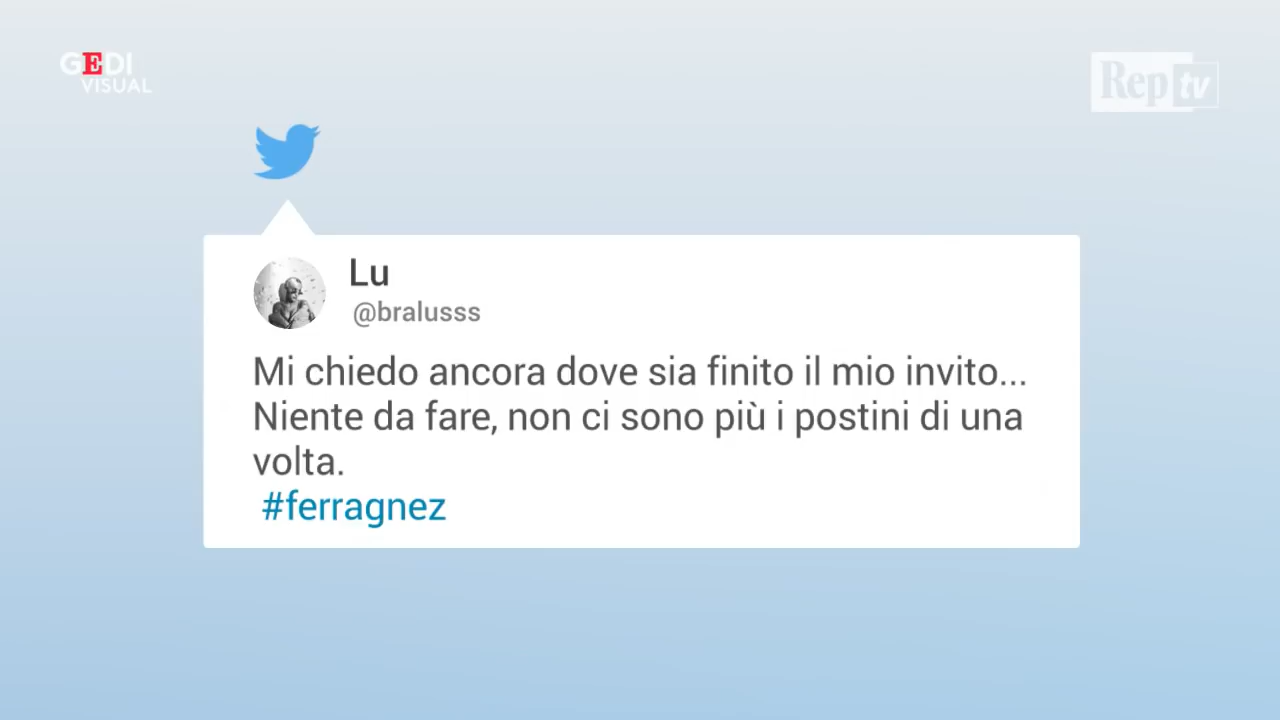 GEDI
VISUAL
Rep tv
Lu
@bralusss
Mi chiedo ancora dove sia finito il mio invito...
Niente da fare, non ci sono più i postini di una
volta.
#ferragnez